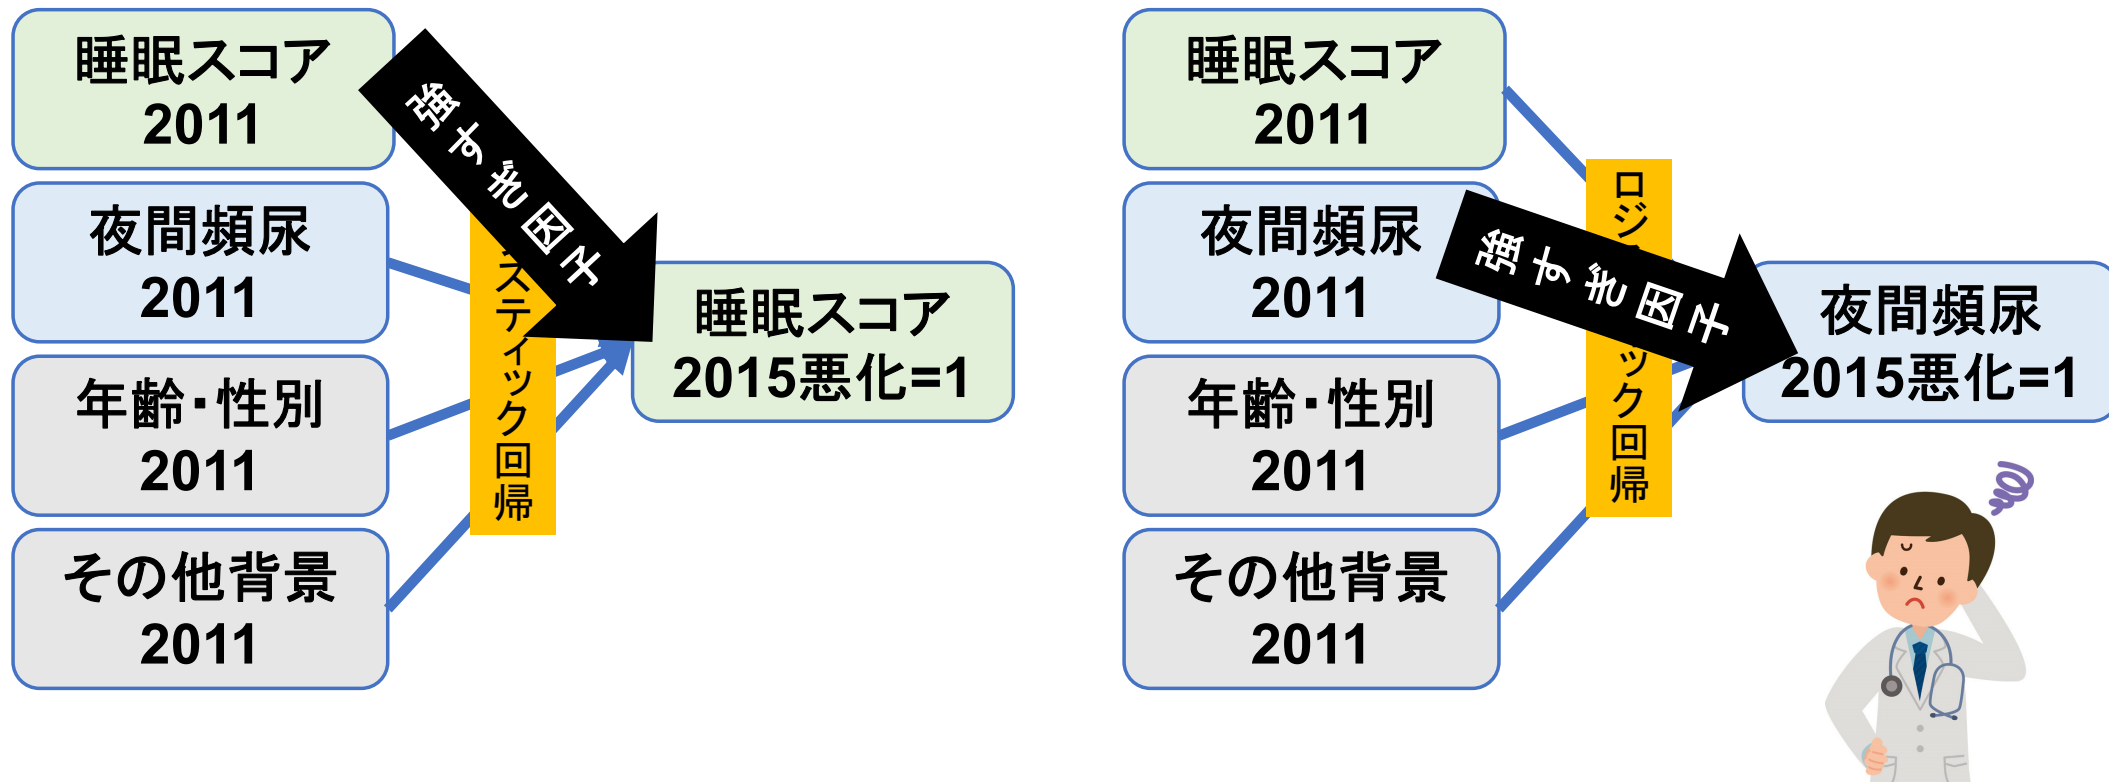 睡眠スコア
2011
夜間頻尿
2011
年齢・性別
2011
その他背景
2011
強すぎ因子
スティック回帰
睡眠スコア
2015悪化=1
睡眠スコア
2011
夜間頻尿
2011
年齢・性別
2011
その他背景
2011
強すぎ因子
ロジ
ック回帰
夜間頻尿
2015悪化=1